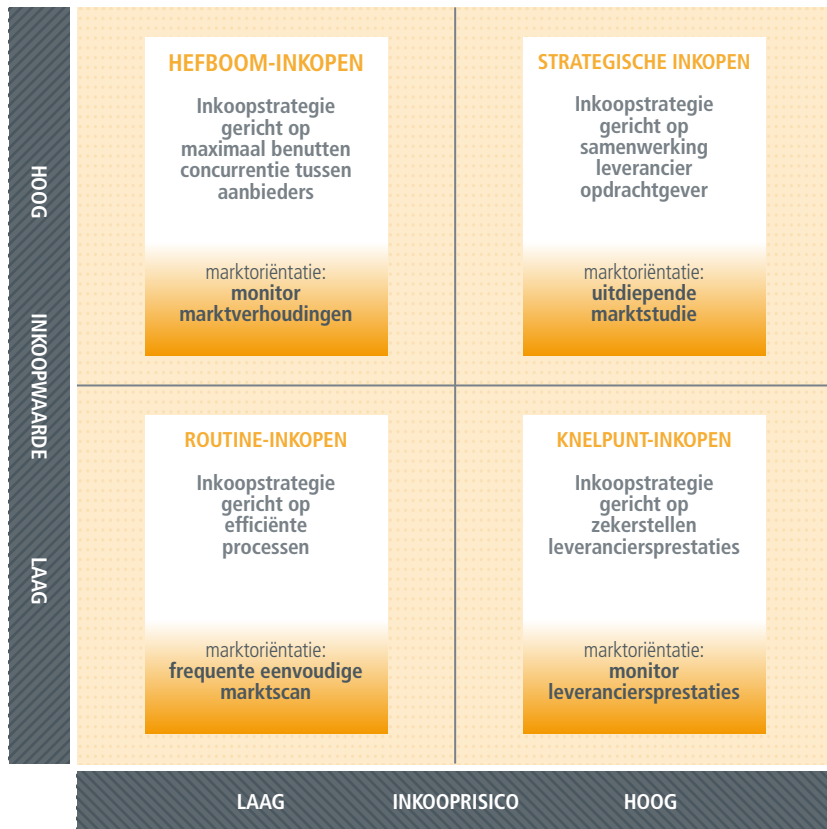 HEFBOOM-INKOPEN
Inkoopstrategie
gericht op
maximaal benutten
concurrentie tussen
aanbieders
marktoriëntatie:
monitor
marktverhoudingen
STRATEGISCHE INKOPEN
Inkoopstrategie
gericht op
samenwerking
leverancier
opdrachtgever
marktoriëntatie:
uitdiepende
marktstudie
HOOG
INKOOPWAARDE
LAAG
ROUTINE-INKOPEN
Inkoopstrategie
gericht op
efficiënte
processen
marktoriëntatie:
frequente eenvoudige
marktscan
KNELPUNT-INKOPEN
Inkoopstrategie
gericht op
zekerstellen
leveranciersprestaties
marktoriëntatie:
monitor
leveranciersprestaties
LAAG
INKOOPRISICO
HOOG